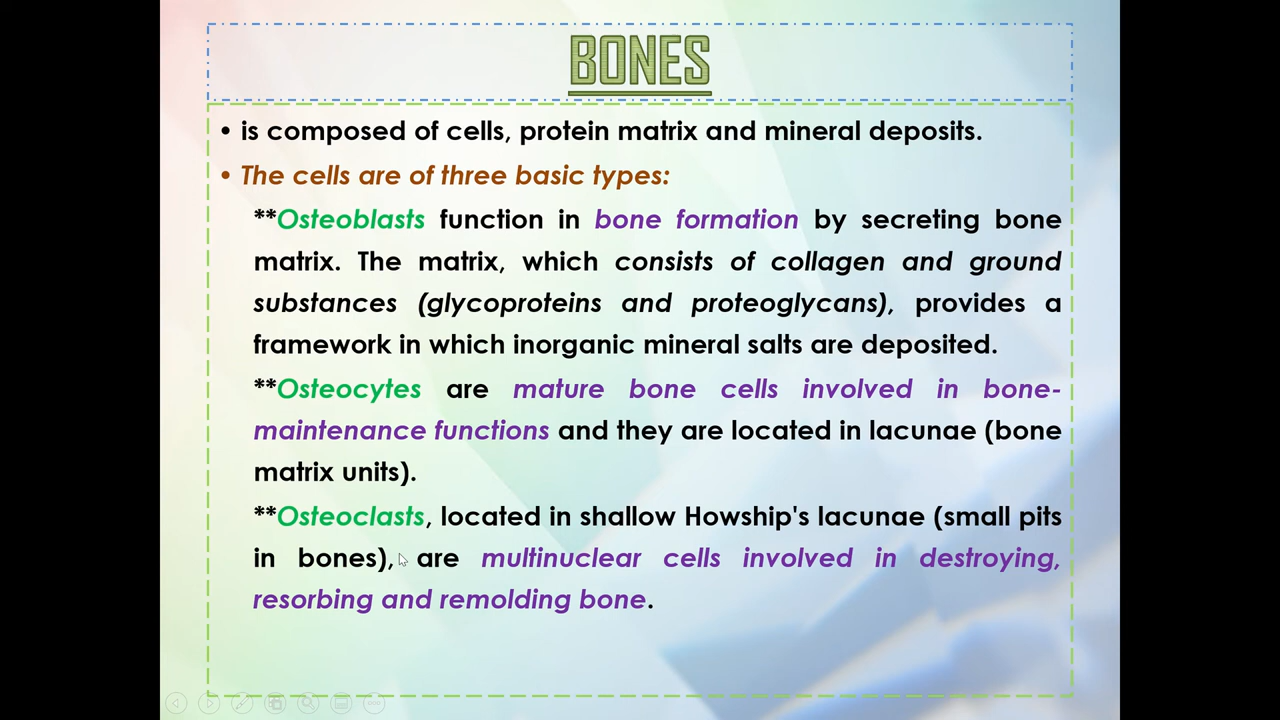 BONES
• is composed of cells, protein matrix and mineral deposits.
• The cells are of three basic types:
**Osteoblasts function in bone formation by secreting bone
matrix. The matrix, which consists of collagen and ground
substances (glycoproteins and proteoglycans), provides a
framework in which inorganic mineral salts are deposited.
**Osteocytes are mature bone cells involved in bone-
maintenance functions and they are located in lacunae (bone
matrix units).
**Osteoclasts, located in shallow Howship's lacunae (small pits
in bones), are multinuclear cells involved in destroying,
resorbing and remolding bone.